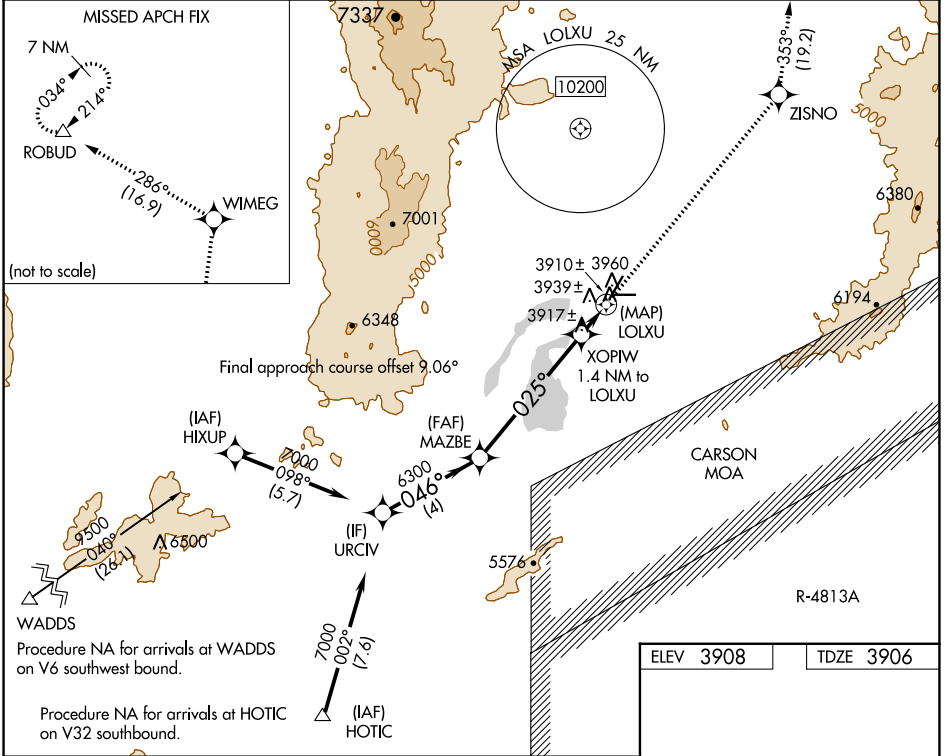 MISSED APCH FIX
7 NM
034°
214°
ROBUD
286°
(16.9)
WIMEG
(not to scale)
7337
MSA LOLXU 25 NM
10200
353°
(19.2)
ZISNO
5000
6380
7001
6000
5000
6348
3910± 3960
3939±
3917±
(MAP)
LOLXU
6194
XOPIW
1.4 NM to
LOLXU
Final approach course offset 9.06°
025°
(IAF)
HIXUP
7000
098°
(5.7)
(FAF)
MAZBE
6300
046°
(4)
(IF)
URCIV
CARSON
MOA
9500
040°
(26.1)
6500
5576
R-4813A
WADDS
Procedure NA for arrivals at WADDS
on V6 southwest bound.
7000
002°
(7.6)
(IAF)
HOTIC
Procedure NA for arrivals at HOTIC
on V32 southbound.
ELEV 3908
TDZE 3906